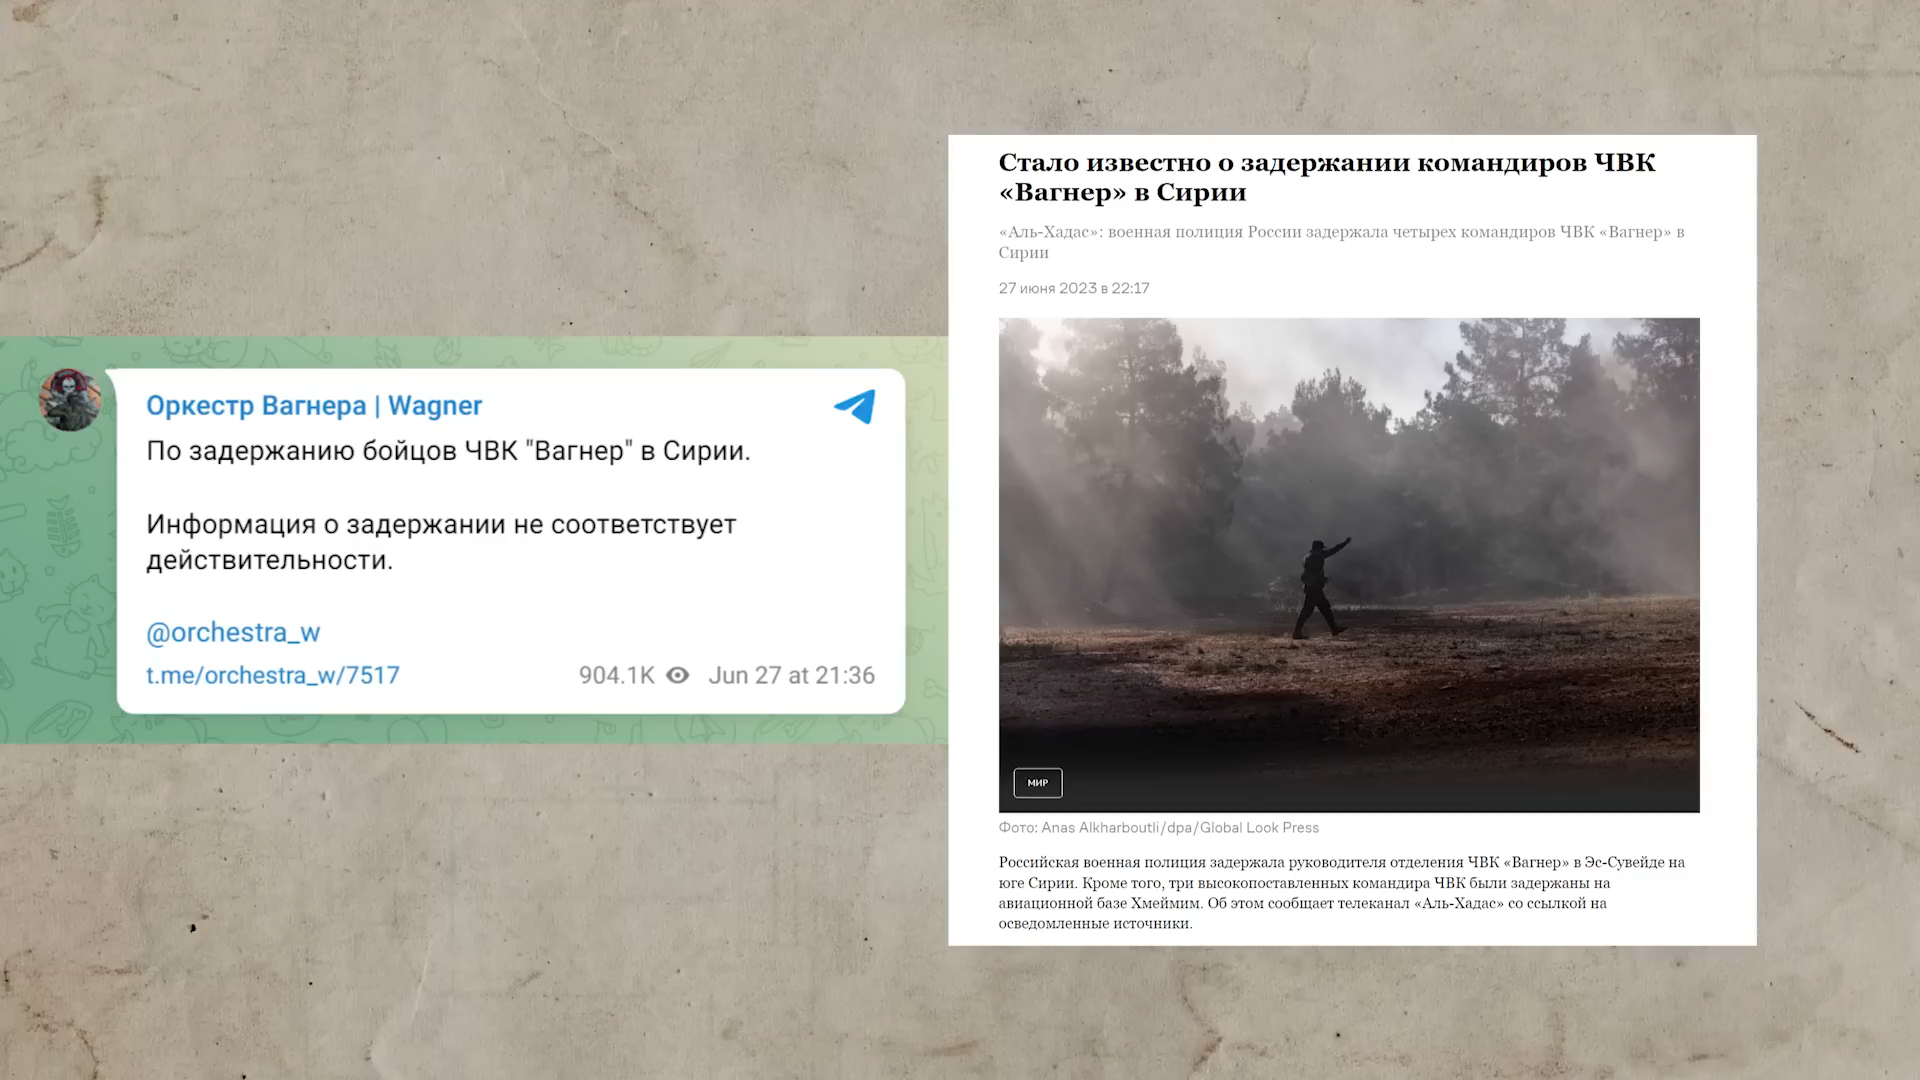 Оркестр Вагнера | Wagner
По задержанию бойцов ЧВК "Вагнер" в Сирии.
Информация о задержании не соответствует
действительности.
@orchestra_w
t.me/orchestra_w/7517 904.1K Jun 27 at 21:36
Стало известно о задержании командиров ЧВК
«Вагнер» в Сирии
«Аль-Хадас»: военная полиция России задержала четырех командиров ЧВК «Вагнер» в
Сирии
27 июня 2023 в 22:17
МИР
Фото: Anas Alkharboutli/dpa/Global Look Press
Российская военная полиция задержала руководителя отделения ЧВК «Вагнер» в Эс-Сувейде на
юге Сирии. Кроме того, три высокопоставленных командира ЧВК были задержаны на
авиационной базе Хмеймим. Об этом сообщает телеканал «Аль-Хадас» со ссылкой на
осведомленные источники.